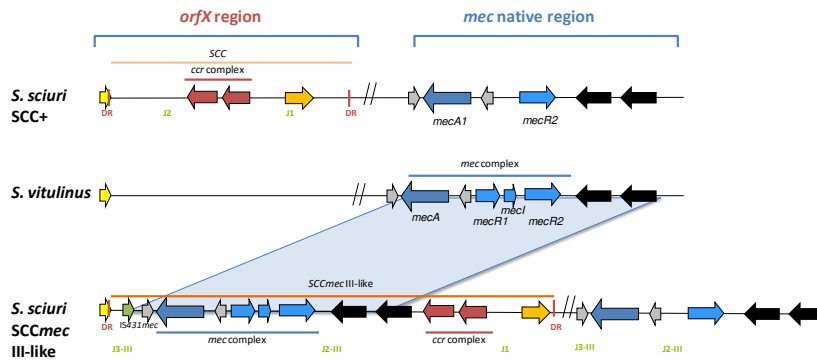 orfX region
mec native region
SCC
ccr complex
S. sciuri
SCC+
DR
J2
J1
DR
mecA1
mecR2
mec complex
S. vitulinus
mecA
mecR1
mecI
mecR2
SCCmec III-like
S. sciuri
SCCmec
III-like
DR
IS431mec
DR
J3-III
mec complex
J2-III
ccr complex
J1
J3-III
J2-III